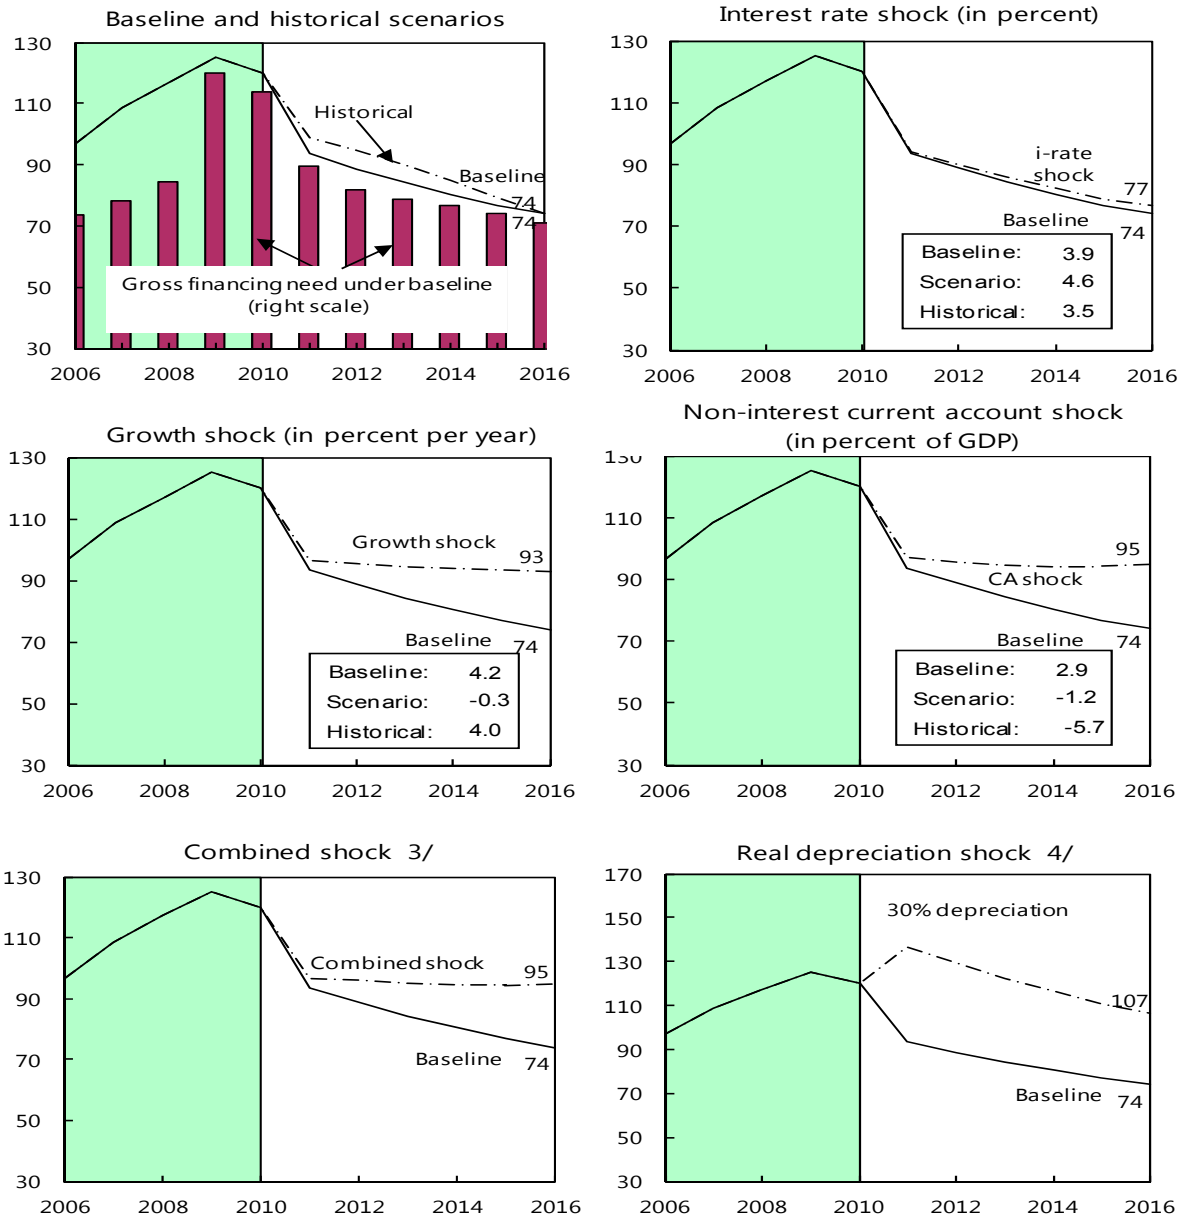 Baseline and historical scenarios
130
110
90
70
50
30
Historical
Baseline
74
74
Gross financing need under baseline
(right scale)
2006 2008 2010 2012 2014 2016
Interest rate shock (in percent)
130
110
90
70
50
30
i-rate
shock
77
Baseline
74
Baseline: 3.9
Scenario: 4.6
Historical: 3.5
2006 2008 2010 2012 2014 2016
Growth shock (in percent per year)
130
110
90
70
50
30
Growth shock
93
Baseline
74
Baseline: 4.2
Scenario: -0.3
Historical: 4.0
2006 2008 2010 2012 2014 2016
Non-interest current account shock
(in percent of GDP)
130
110
90
70
50
30
95
CA shock
Baseline
74
Baseline: 2.9
Scenario: -1.2
Historical: -5.7
2006 2008 2010 2012 2014 2016
Combined shock 3/
130
110
90
70
50
30
Combined shock
95
Baseline
74
2006 2008 2010 2012 2014 2016
Real depreciation shock 4/
170
150
130
110
90
70
50
30
30% depreciation
107
Baseline
74
2006 2008 2010 2012 2014 2016